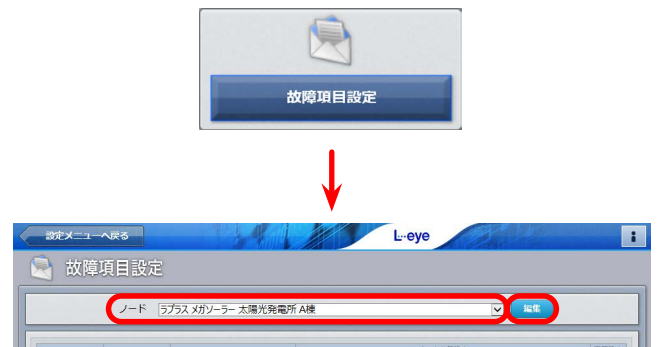 故障項目設定
設定メニューへ戻る
L·eye
故障項目設定
ノード
ラプラス メガソーラー 太陽光発電所 A棟
編集